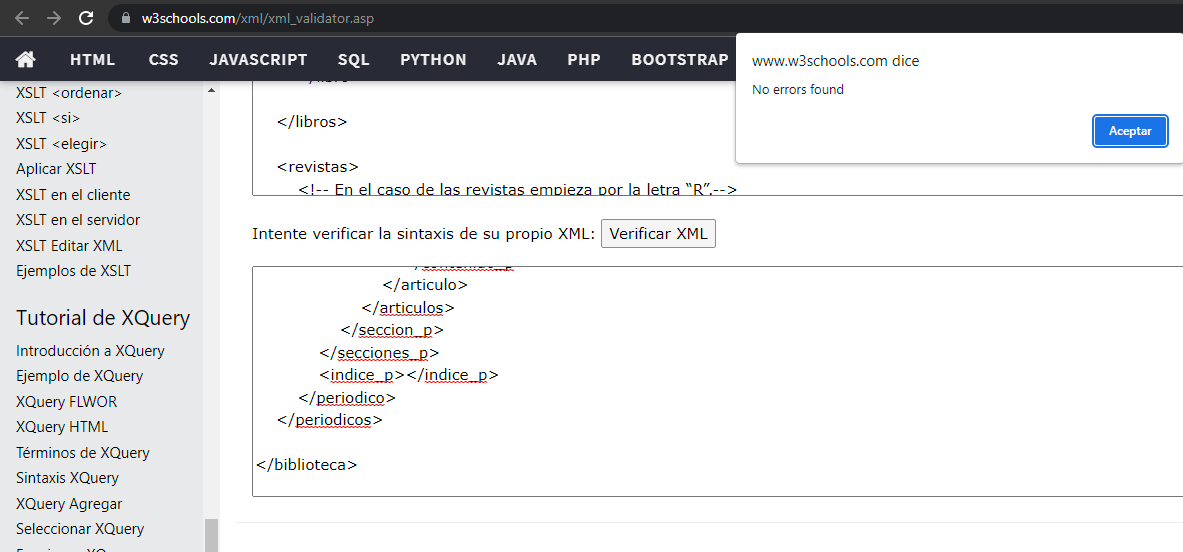 w3schools.com/xml/xml_validator.asp
HTML CSS JAVASCRIPT SQL PYTHON JAVA PHP BOOTSTRAP
www.w3schools.com dice
No errors found
Aceptar
XSLT <ordenar>
XSLT <si>
XSLT <elegir>
Aplicar XSLT
XSLT en el cliente
XSLT en el servidor
XSLT Editar XML
Ejemplos de XSLT
Tutorial de XQuery
Introducción a XQuery
Ejemplo de XQuery
XQuery FLWOR
XQuery HTML
Términos de XQuery
Sintaxis XQuery
XQuery Agregar
Seleccionar XQuery
</libros>
<revistas>
<!-- En el caso de las revistas empieza por la letra “R”.-->
Intente verificar la sintaxis de su propio XML: Verificar XML
</articulo>
</articulos>
</seccion_p>
</secciones_p>
<indice_p></indice_p>
</periodico>
</periodicos>
</biblioteca>